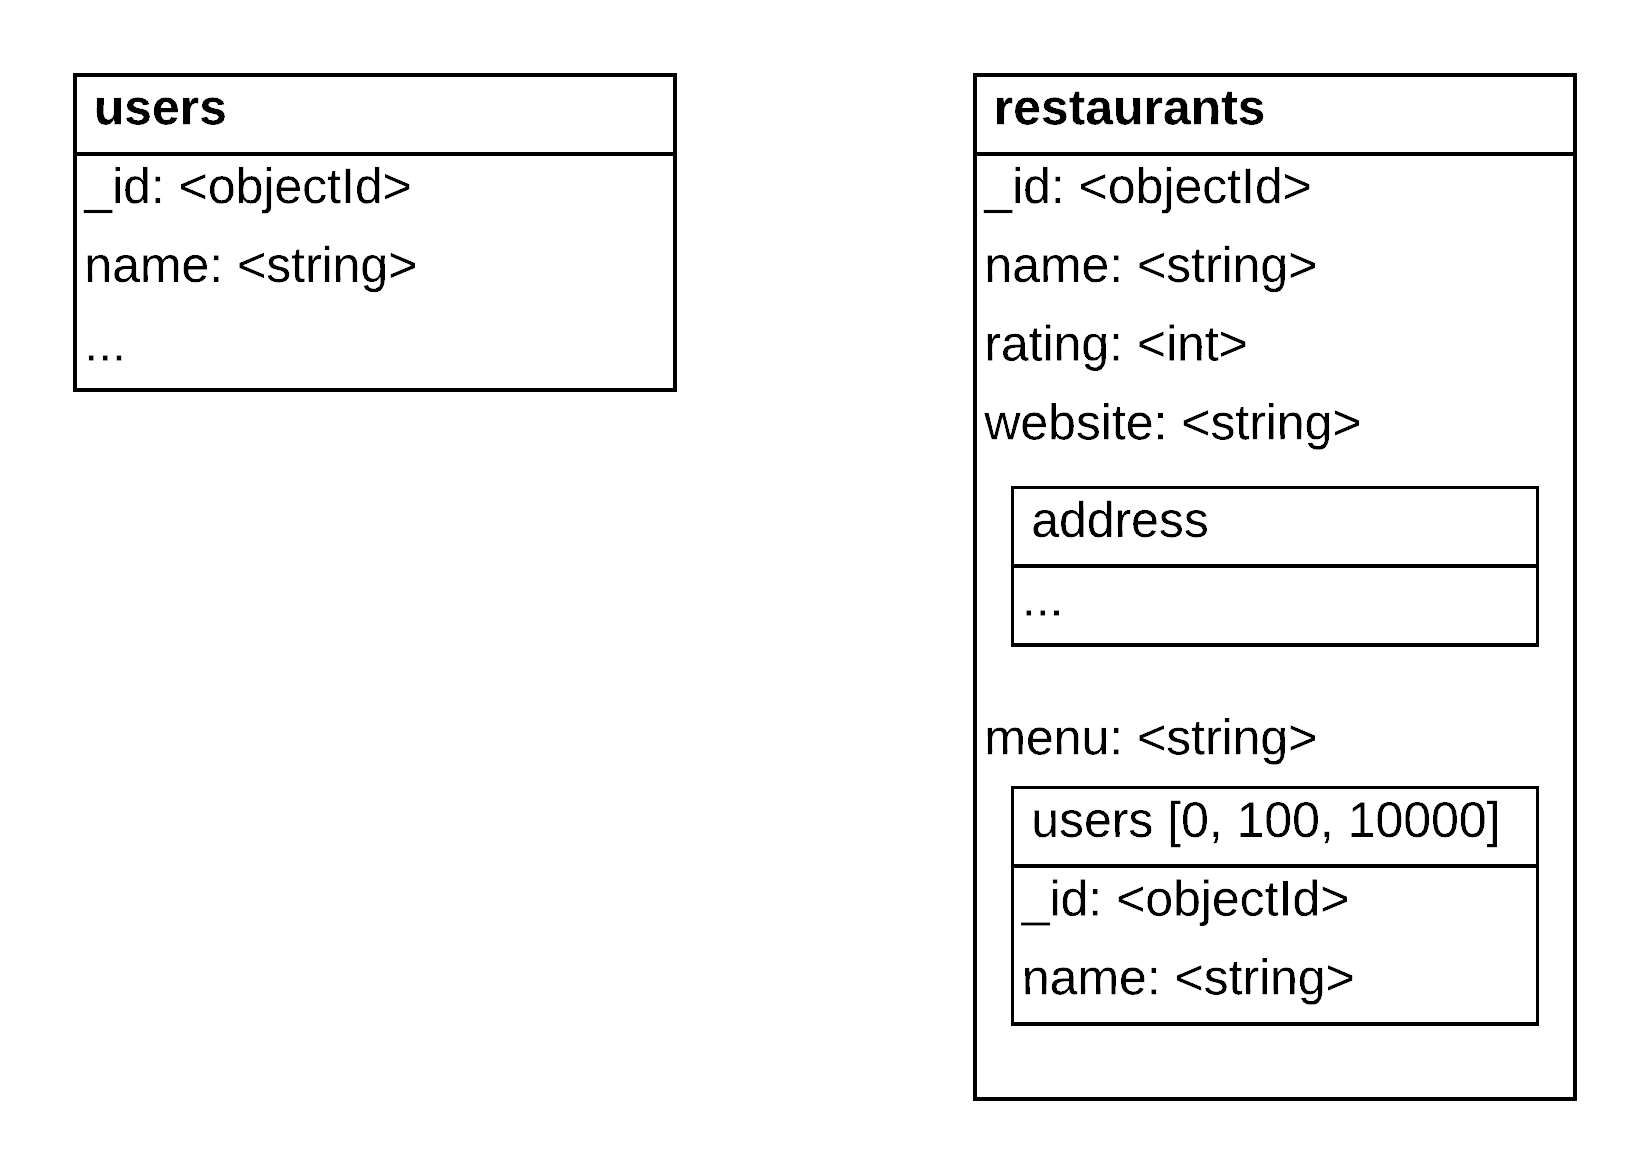 users
_id: <objectId>
name: <string>
...
restaurants
_id: <objectId>
name: <string>
rating: <int>
website: <string>
address
...
menu: <string>
users [0, 100, 10000]
_id: <objectId>
name: <string>